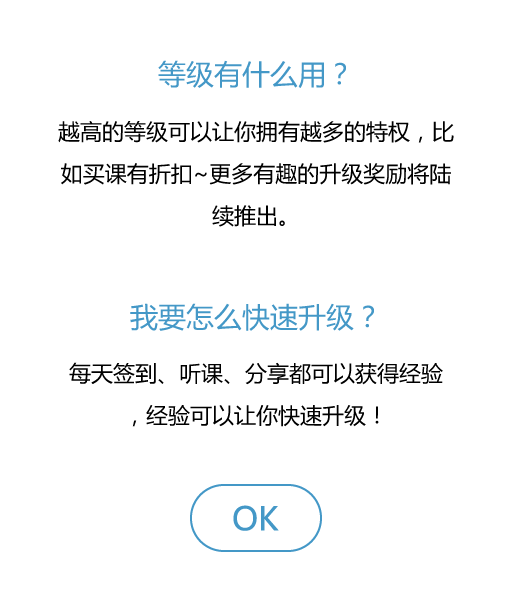 等级有什么用？
越高的等级可以让你拥有越多的特权，比
如买课有折扣~更多有趣的升级奖励将陆
续推出。
我要怎么快速升级？
每天签到、听课、分享都可以获得经验
，经验可以让你快速升级！
OK